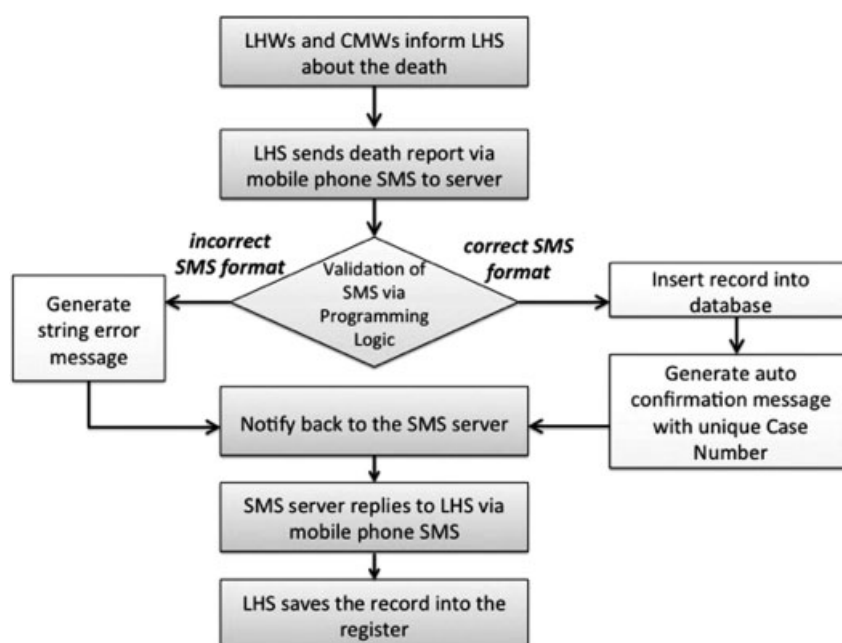 LHWs and CMWs inform LHS
about the death
LHS sends death report via
mobile phone SMS to server
incorrect
SMS format
correct SMS
format
Validation of
SMS via
Programming
Logic
Generate
string error
message
Insert record into
database
Generate auto
confirmation message
with unique Case
Number
Notify back to the SMS server
SMS server replies to LHS via
mobile phone SMS
LHS saves the record into the
register